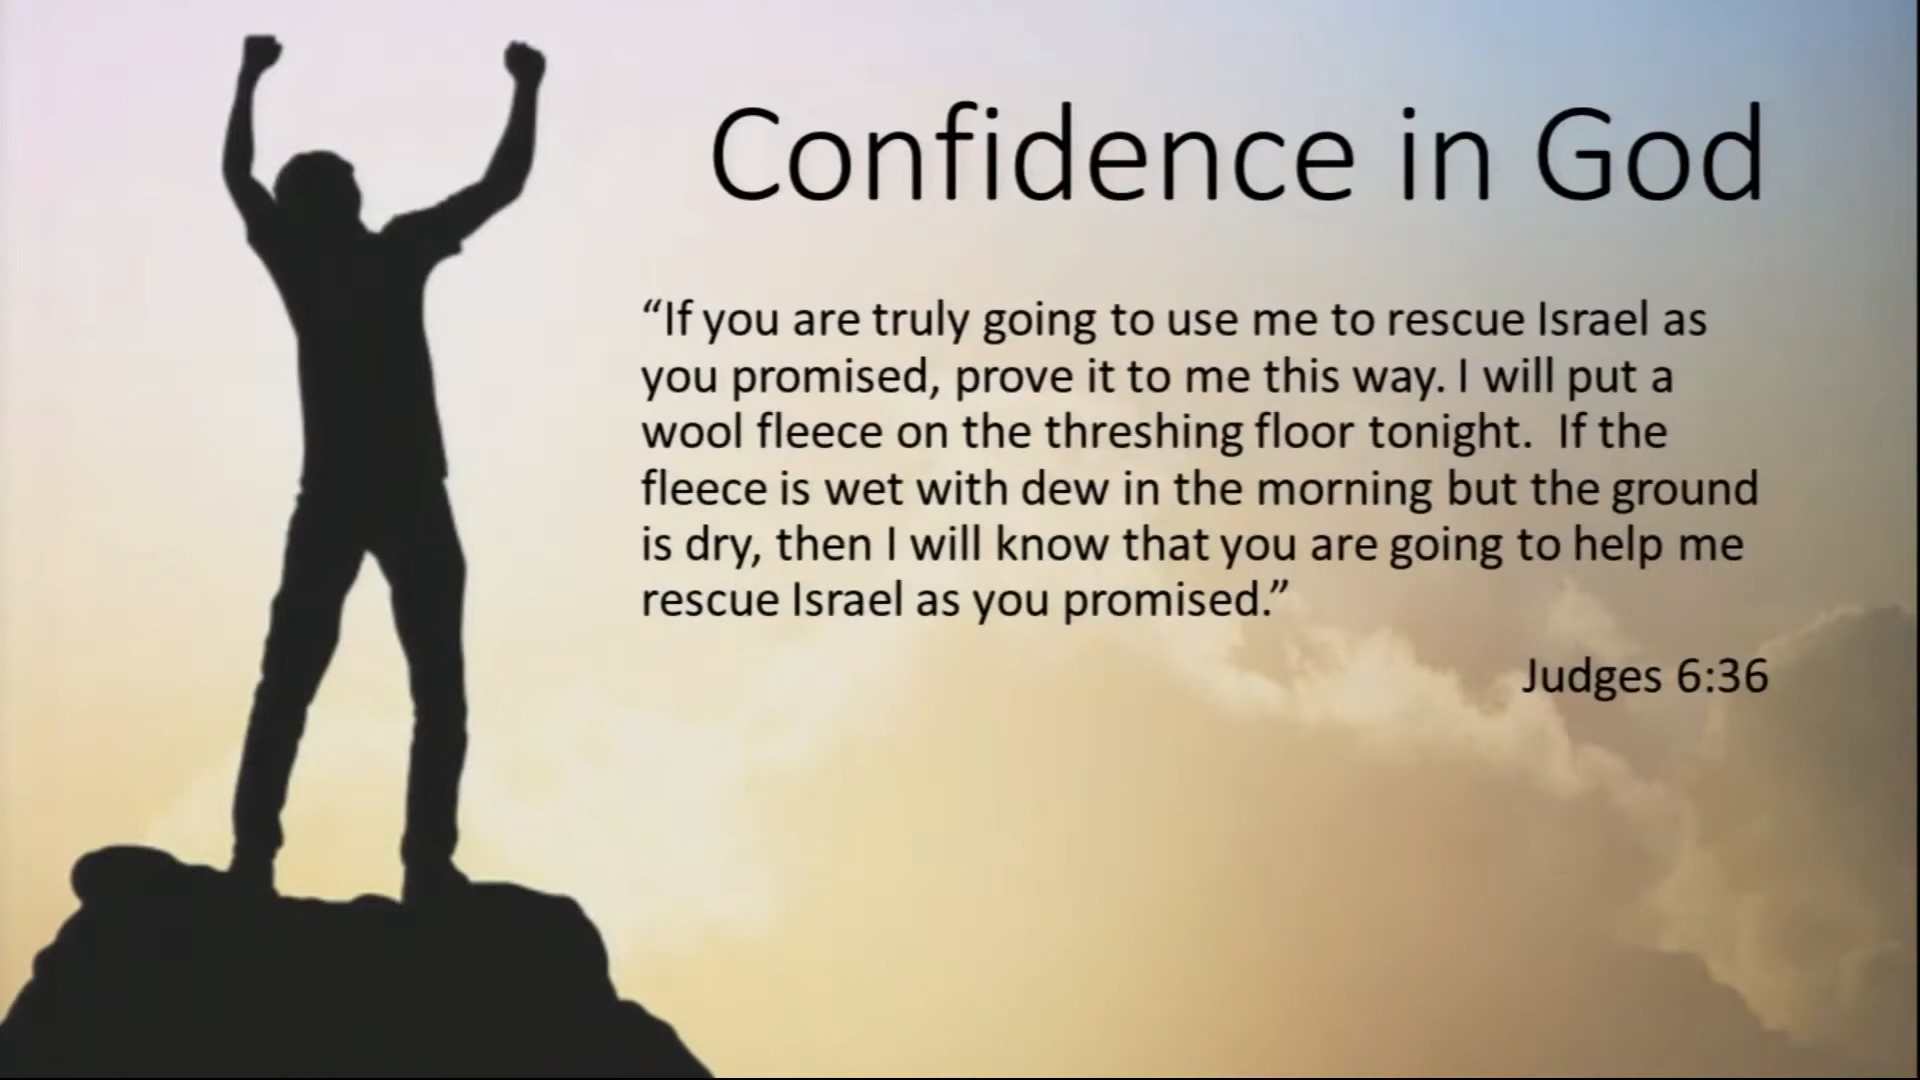 Confidence in God
“If you are truly going to use me to rescue Israel as
you promised, prove it to me this way. I will put a
wool fleece on the threshing floor tonight.  If the
fleece is wet with dew in the morning but the ground
is dry, then I will know that you are going to help me
rescue Israel as you promised.”
Judges 6:36